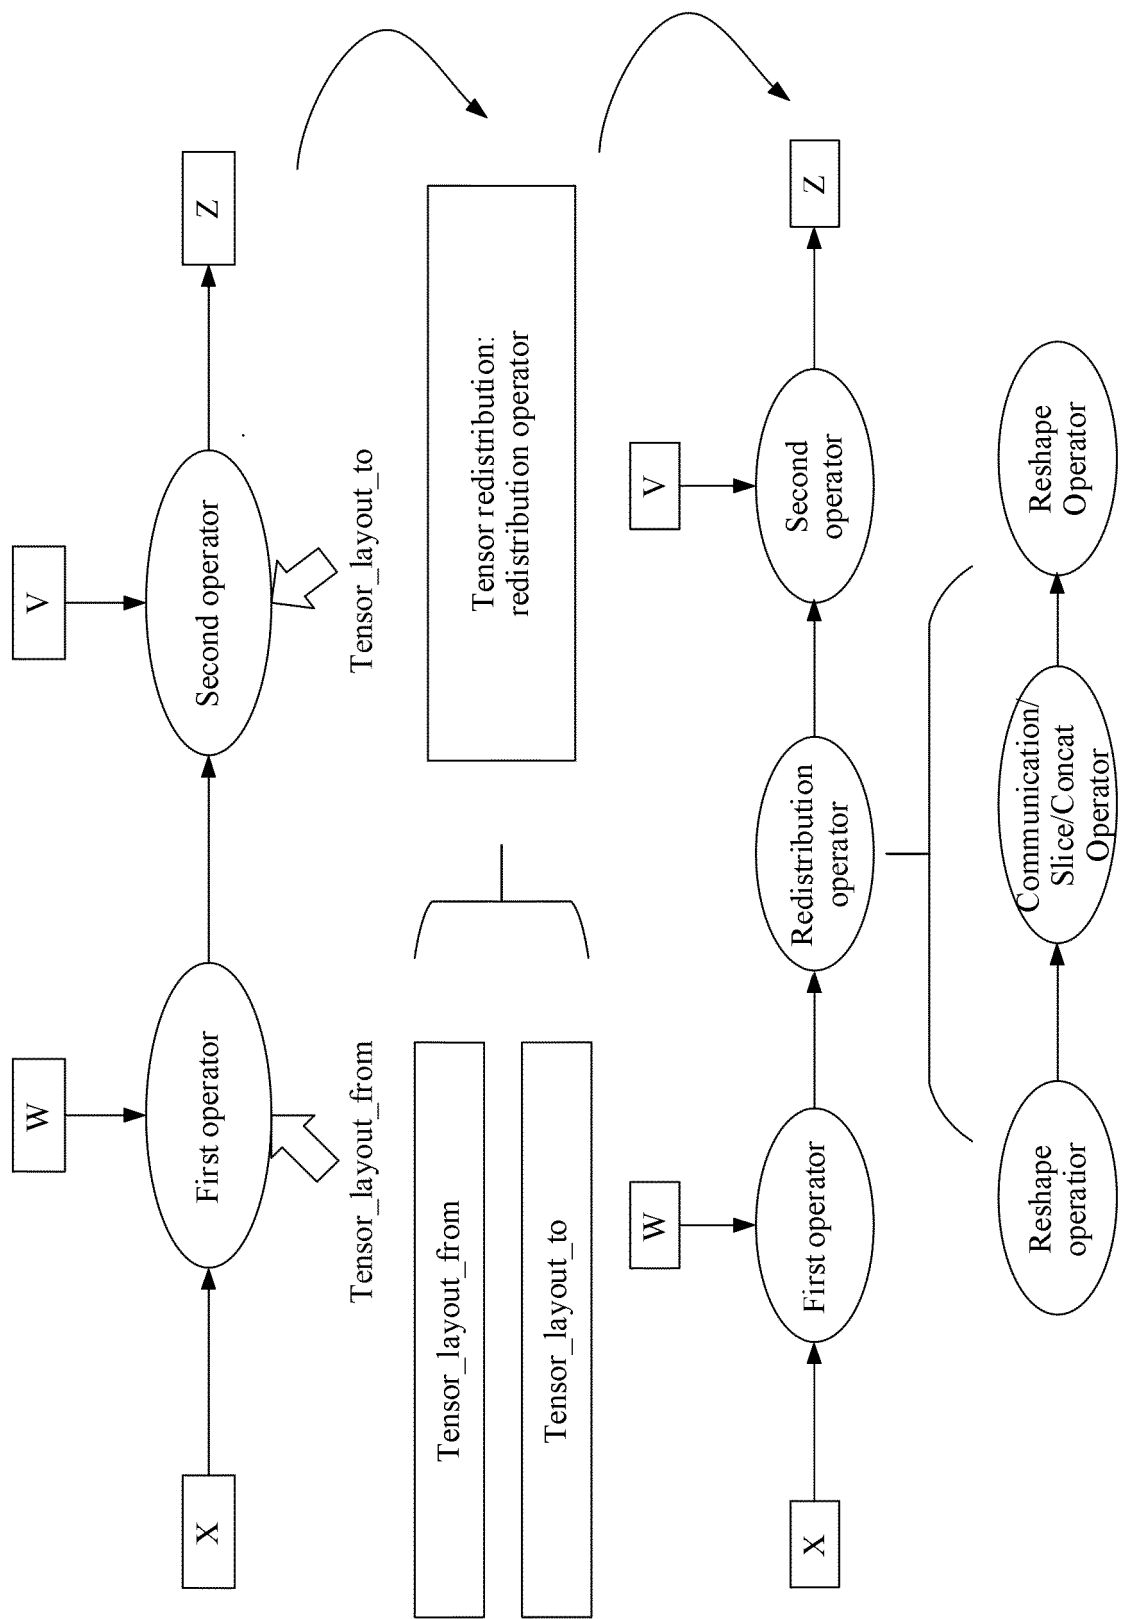 W
V
X
First operator
Second operator
Z
Tensor_layout_from
Tensor_layout_to
Tensor_layout_from
Tensor_layout_to
Tensor redistribution:
redistribution operator
W
V
X
First operator
Redistribution
operator
Second
operator
Z
Reshape
operatior
Communication/
Slice/Concat
Operator
Reshape
Operator